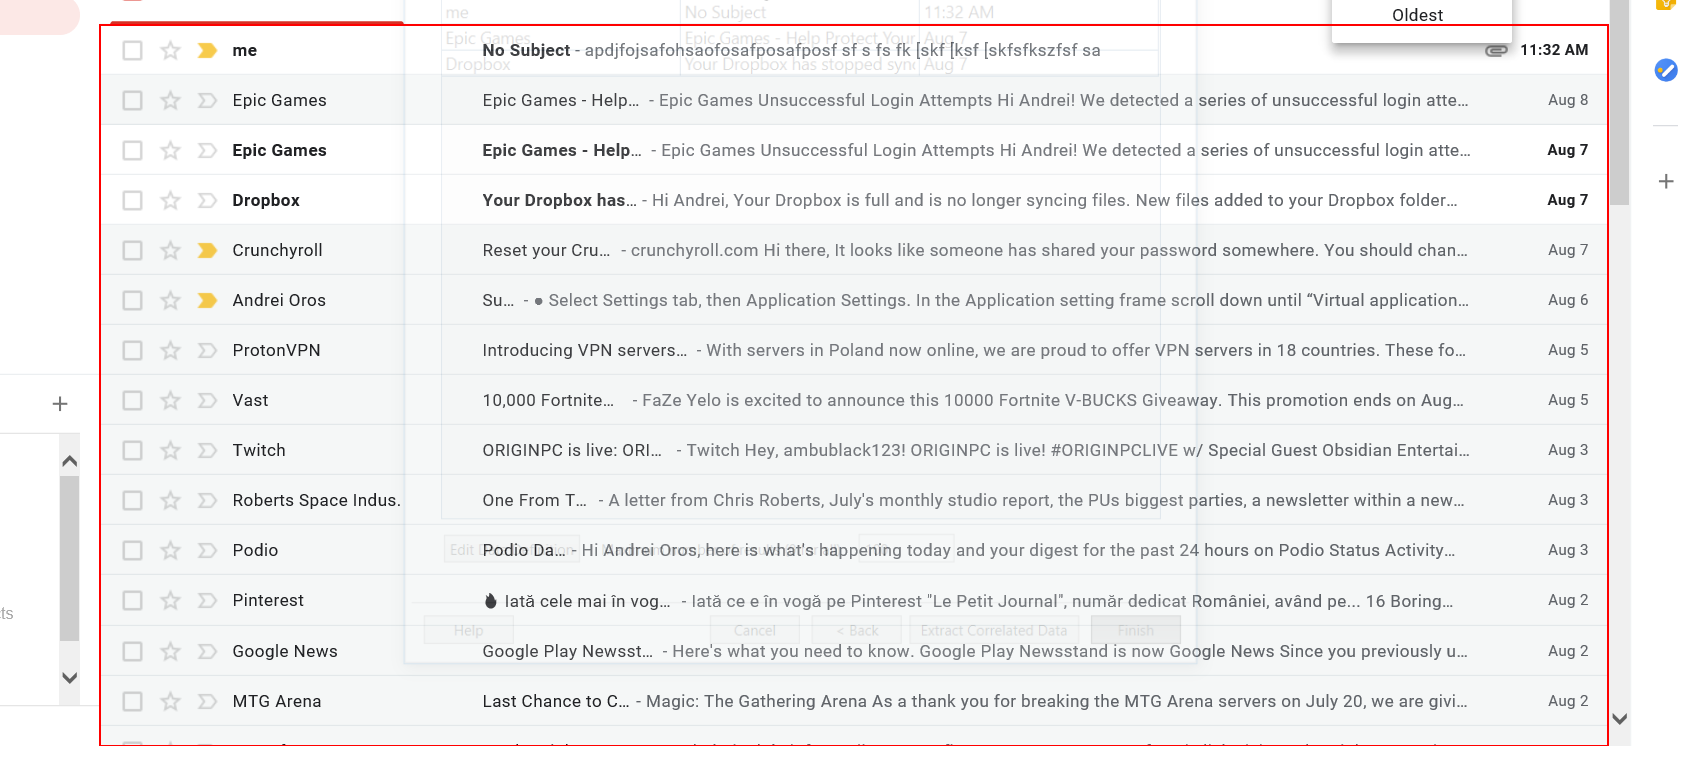 me No Subject 11:32 AM
Oldest
Epic Games Epic Games - Help Protect Your Aug 7
me No Subject - apdjfojsafohsaofosafposafposf sf s fs fk [skf [ksf [skfsfkszfsf sa 11:32 AM
Dropbox Your Dropbox has stopped sync Aug 7
Epic Games Epic Games - Help... - Epic Games Unsuccessful Login Attempts Hi Andrei! We detected a series of unsuccessful login atte... Aug 8
Epic Games Epic Games - Help... - Epic Games Unsuccessful Login Attempts Hi Andrei! We detected a series of unsuccessful login atte... Aug 7
Dropbox Your Dropbox has... - Hi Andrei, Your Dropbox is full and is no longer syncing files. New files added to your Dropbox folder... Aug 7
Crunchyroll Reset your Cru... - crunchyroll.com Hi there, It looks like someone has shared your password somewhere. You should chan... Aug 7
Andrei Oros Su... - ● Select Settings tab, then Application Settings. In the Application setting frame scroll down until “Virtual application... Aug 6
ProtonVPN Introducing VPN servers... - With servers in Poland now online, we are proud to offer VPN servers in 18 countries. These fo... Aug 5
Vast 10,000 Fortnite... - FaZe Yelo is excited to announce this 10000 Fortnite V-BUCKS Giveaway. This promotion ends on Aug... Aug 5
Twitch ORIGINPC is live: ORI... - Twitch Hey, ambublack123! ORIGINPC is live! #ORIGINPCLIVE w/ Special Guest Obsidian Entertai... Aug 3
Roberts Space Indus. One From T... - A letter from Chris Roberts, July's monthly studio report, the PUs biggest parties, a newsletter within a new... Aug 3
Podio Podio Da... - Hi Andrei Oros, here is what's happening today and your digest for the past 24 hours on Podio Status Activity... Aug 3
Pinterest Iată cele mai în vog... - Iată ce e în vogă pe Pinterest "Le Petit Journal", număr dedicat României, având pe... 16 Boring... Aug 2
Help Cancel < Back Extract Correlated Data Finish
Google News Google Play Newsst... - Here's what you need to know. Google Play Newsstand is now Google News Since you previously u... Aug 2
MTG Arena Last Chance to C... - Magic: The Gathering Arena As a thank you for breaking the MTG Arena servers on July 20, we are givi... Aug 2